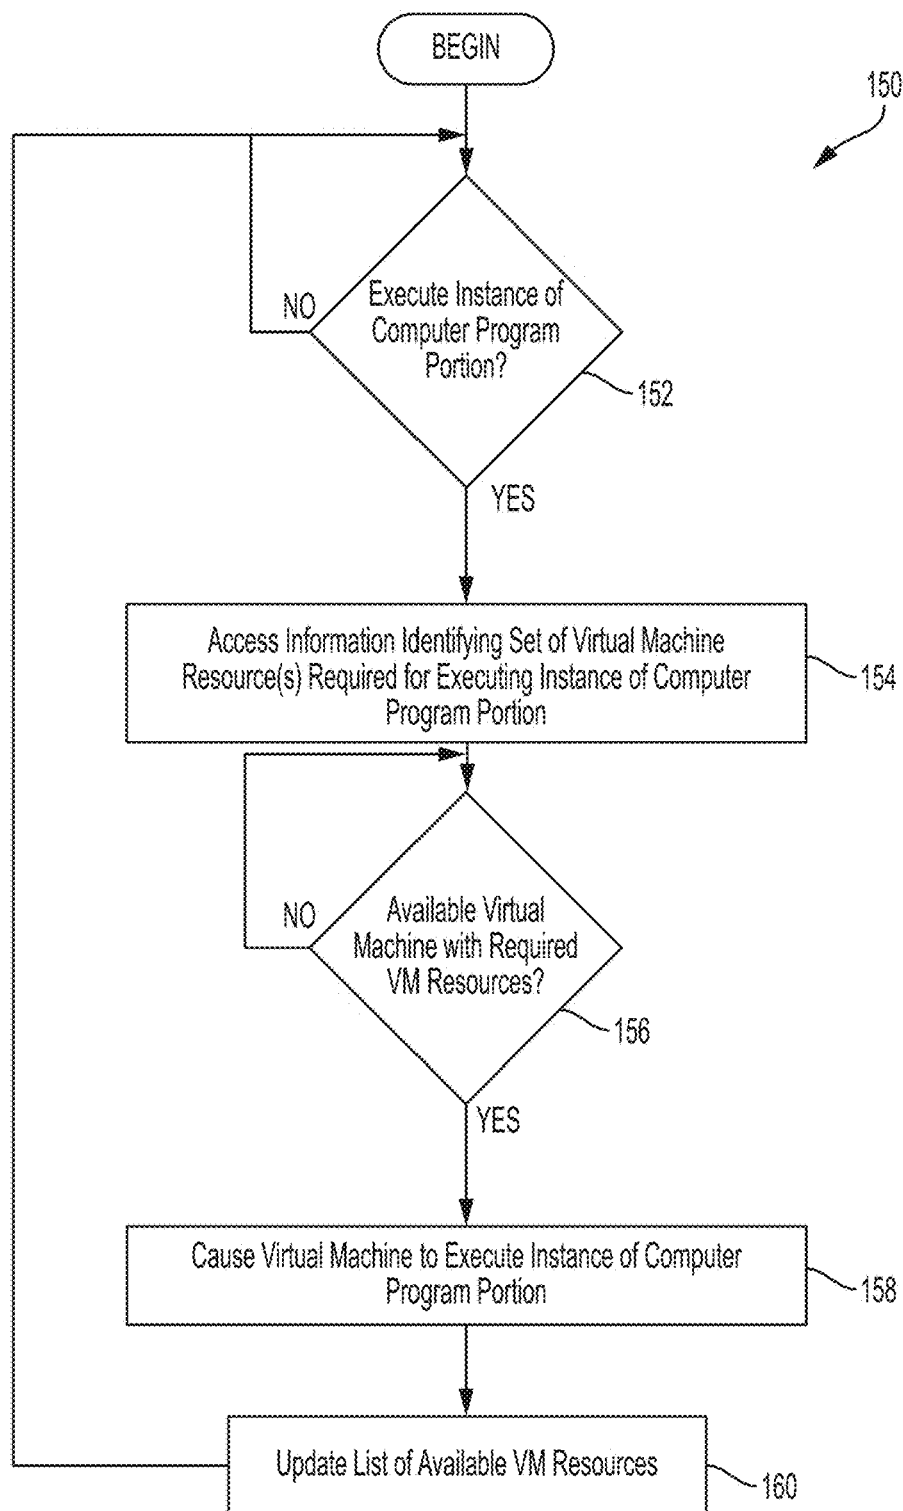 BEGIN
150
NO
Execute Instance of
Computer Program
Portion?
152
YES
Access Information Identifying Set of Virtual Machine
Resource(s) Required for Executing Instance of Computer
Program Portion
154
NO
Available Virtual
Machine with Required
VM Resources?
156
YES
Cause Virtual Machine to Execute Instance of Computer
Program Portion
158
Update List of Available VM Resources
160